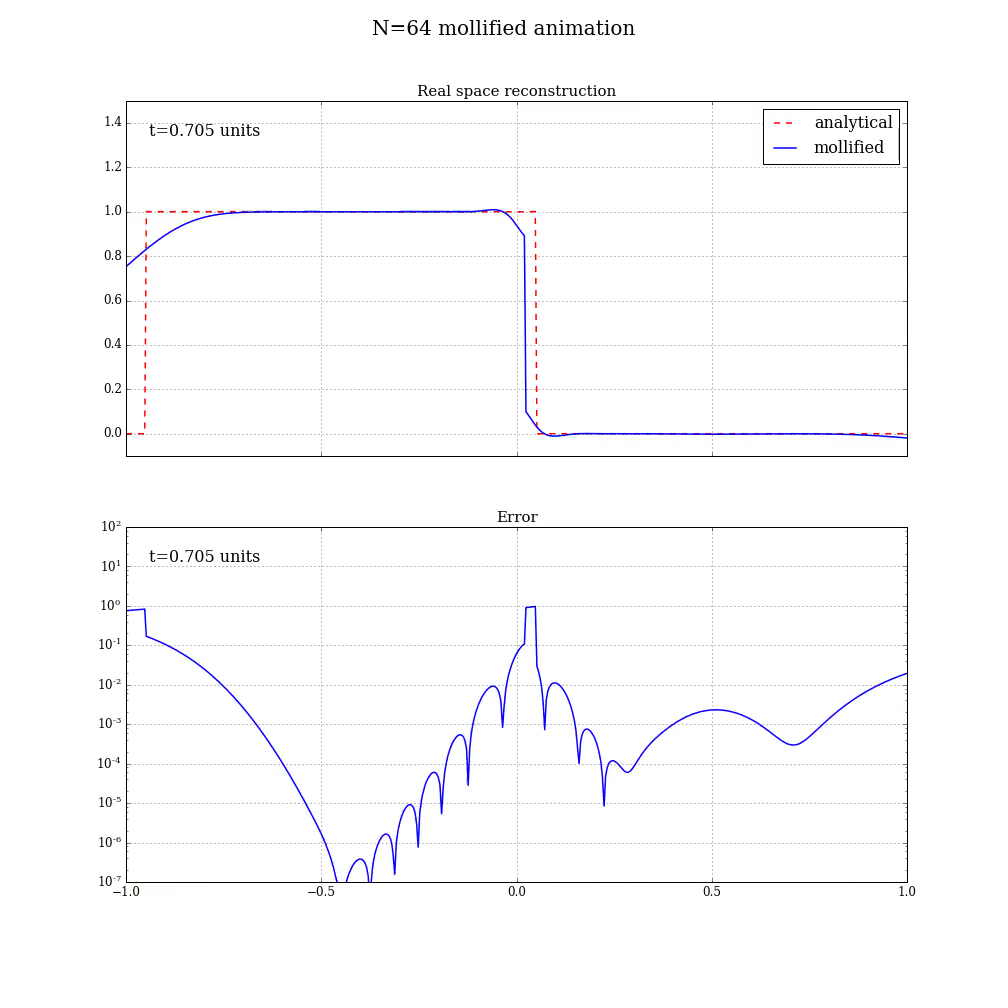 N=64 mollified animation
Real space reconstruction
t=0.705 units
analytical
mollified
1.4
1.2
1.0
0.8
0.6
0.4
0.2
0.0
Error
t=0.705 units
10²
10¹
10⁰
10⁻¹
10⁻²
10⁻³
10⁻⁴
10⁻⁵
10⁻⁶
10⁻⁷
−1.0 −0.5 0.0 0.5 1.0